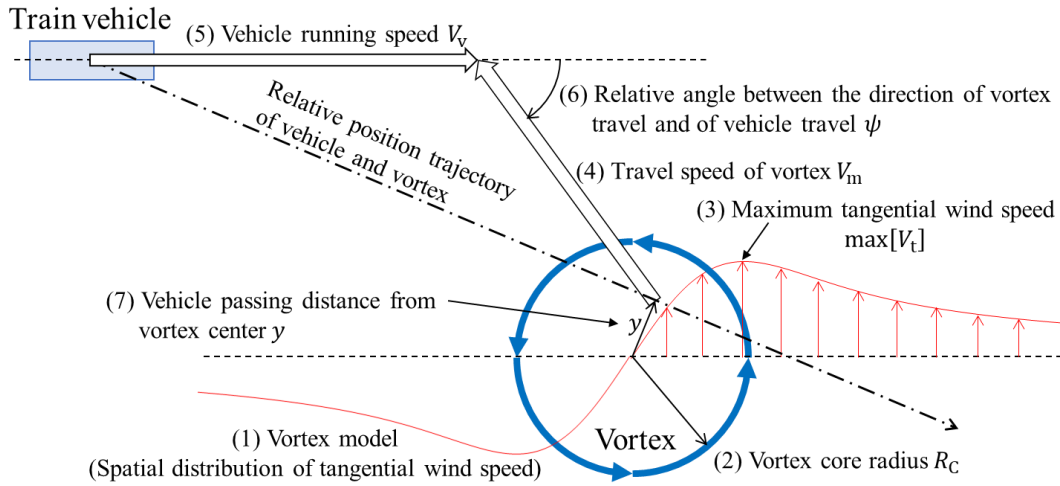 Train vehicle
(5) Vehicle running speed V_v
(6) Relative angle between the direction of vortex
travel and of vehicle travel ψ
Relative position trajectory
of vehicle and vortex
(4) Travel speed of vortex V_m
(3) Maximum tangential wind speed
max[V_t]
(7) Vehicle passing distance from
vortex center y
y
(1) Vortex model
(Spatial distribution of tangential wind speed)
Vortex
(2) Vortex core radius R_C